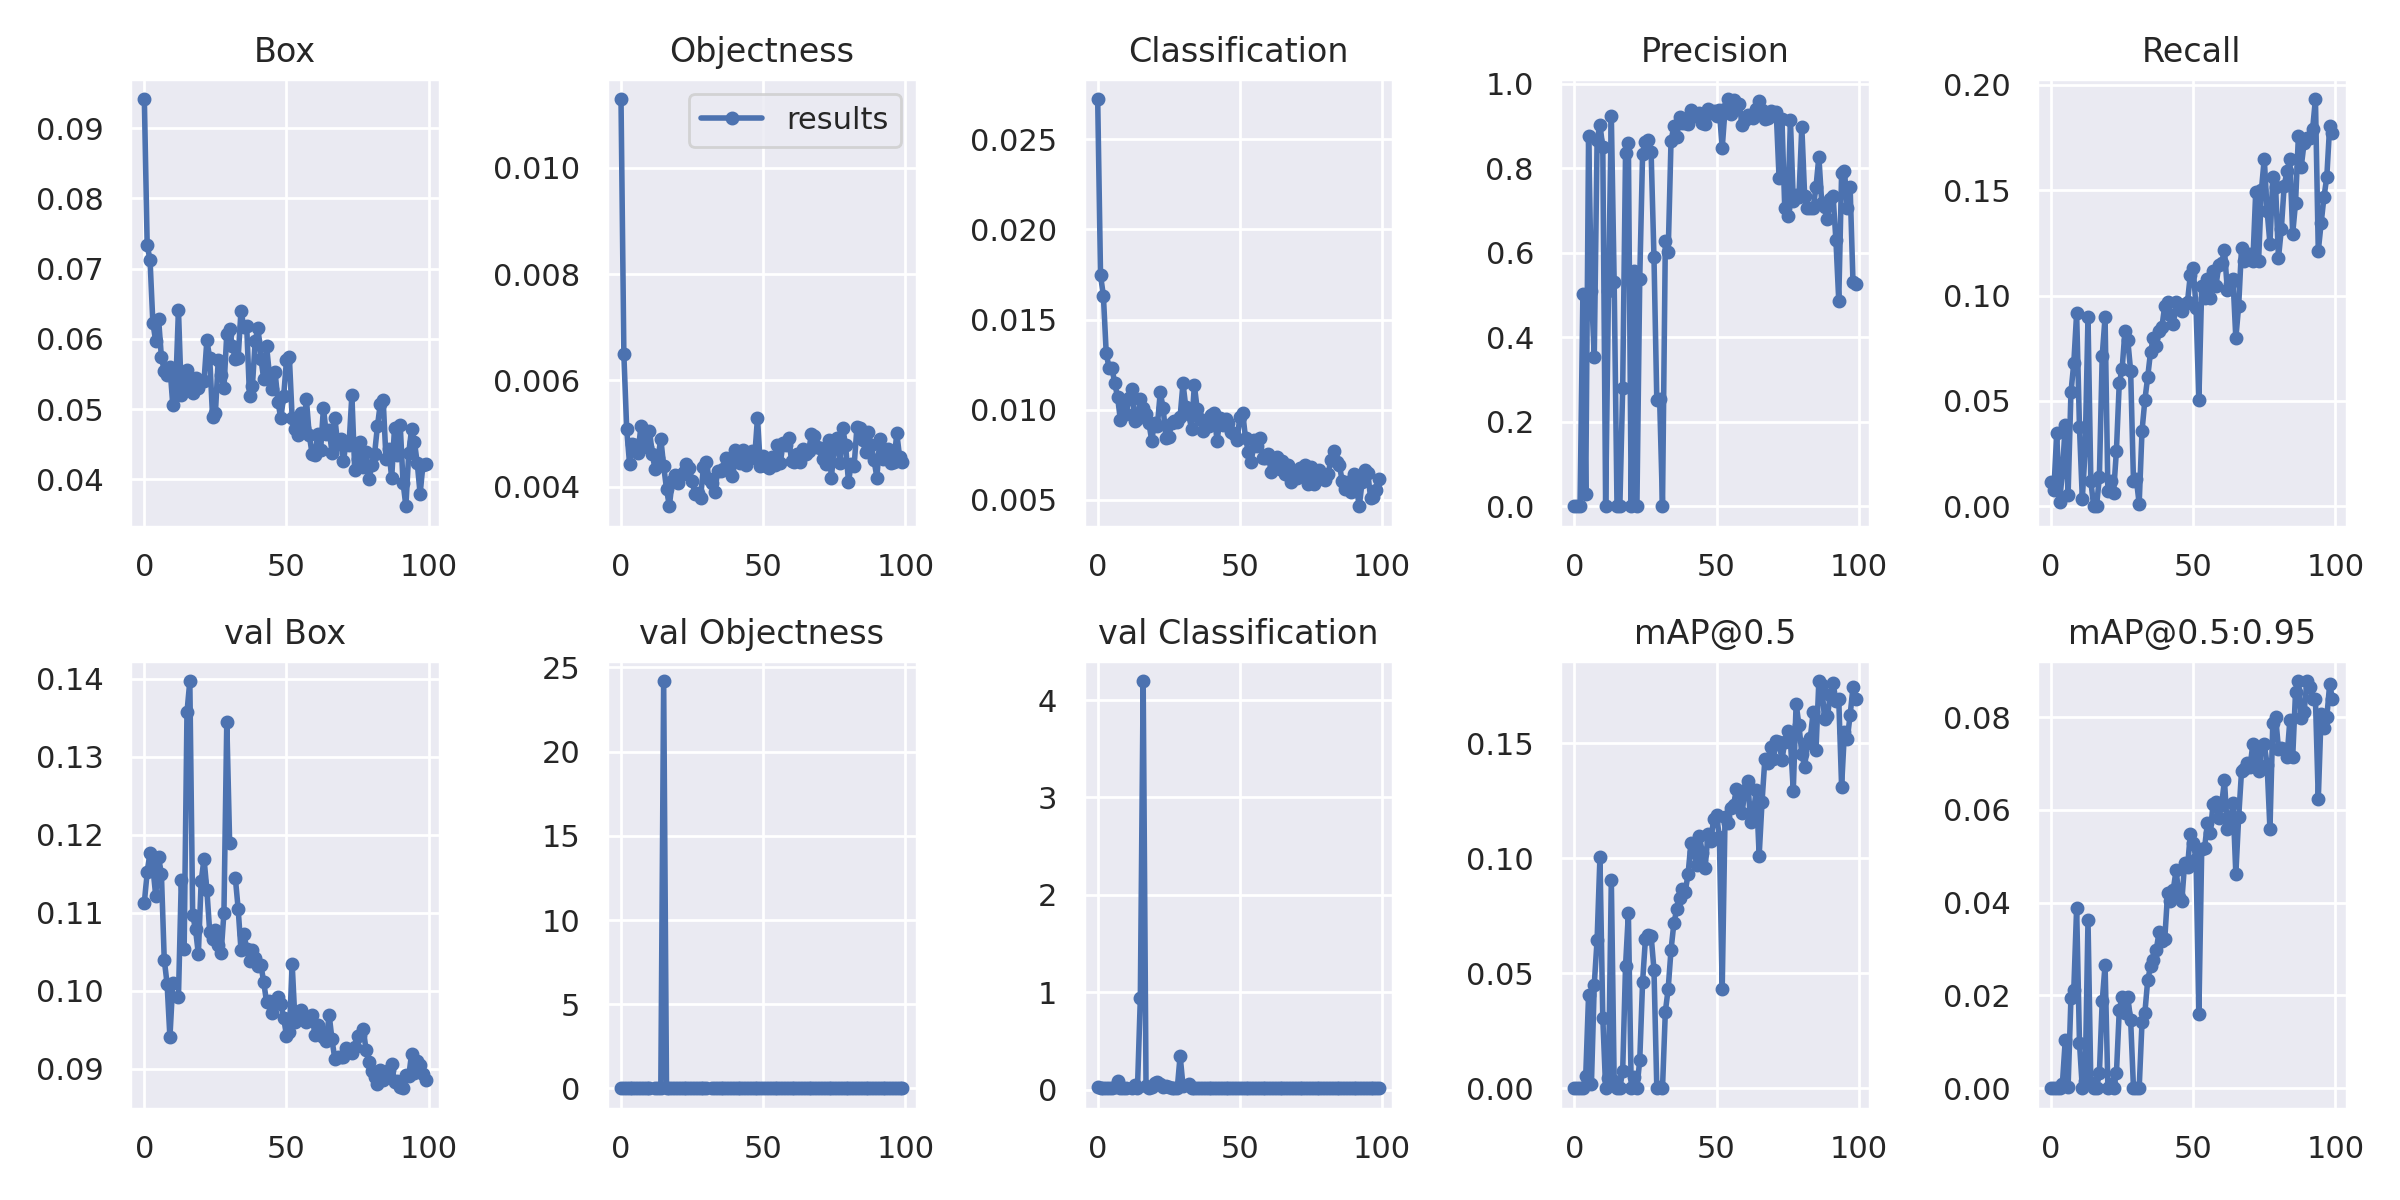 Box
0.09
0.08
0.07
0.06
0.05
0.04
0 50 100
Objectness
results
0.010
0.008
0.006
0.004
0 50 100
Classification
0.025
0.020
0.015
0.010
0.005
0 50 100
Precision
1.0
0.8
0.6
0.4
0.2
0.0
0 50 100
Recall
0.20
0.15
0.10
0.05
0.00
0 50 100
val Box
0.14
0.13
0.12
0.11
0.10
0.09
0 50 100
val Objectness
25
20
15
10
5
0
0 50 100
val Classification
4
3
2
1
0
0 50 100
mAP@0.5
0.15
0.10
0.05
0.00
0 50 100
mAP@0.5:0.95
0.08
0.06
0.04
0.02
0.00
0 50 100